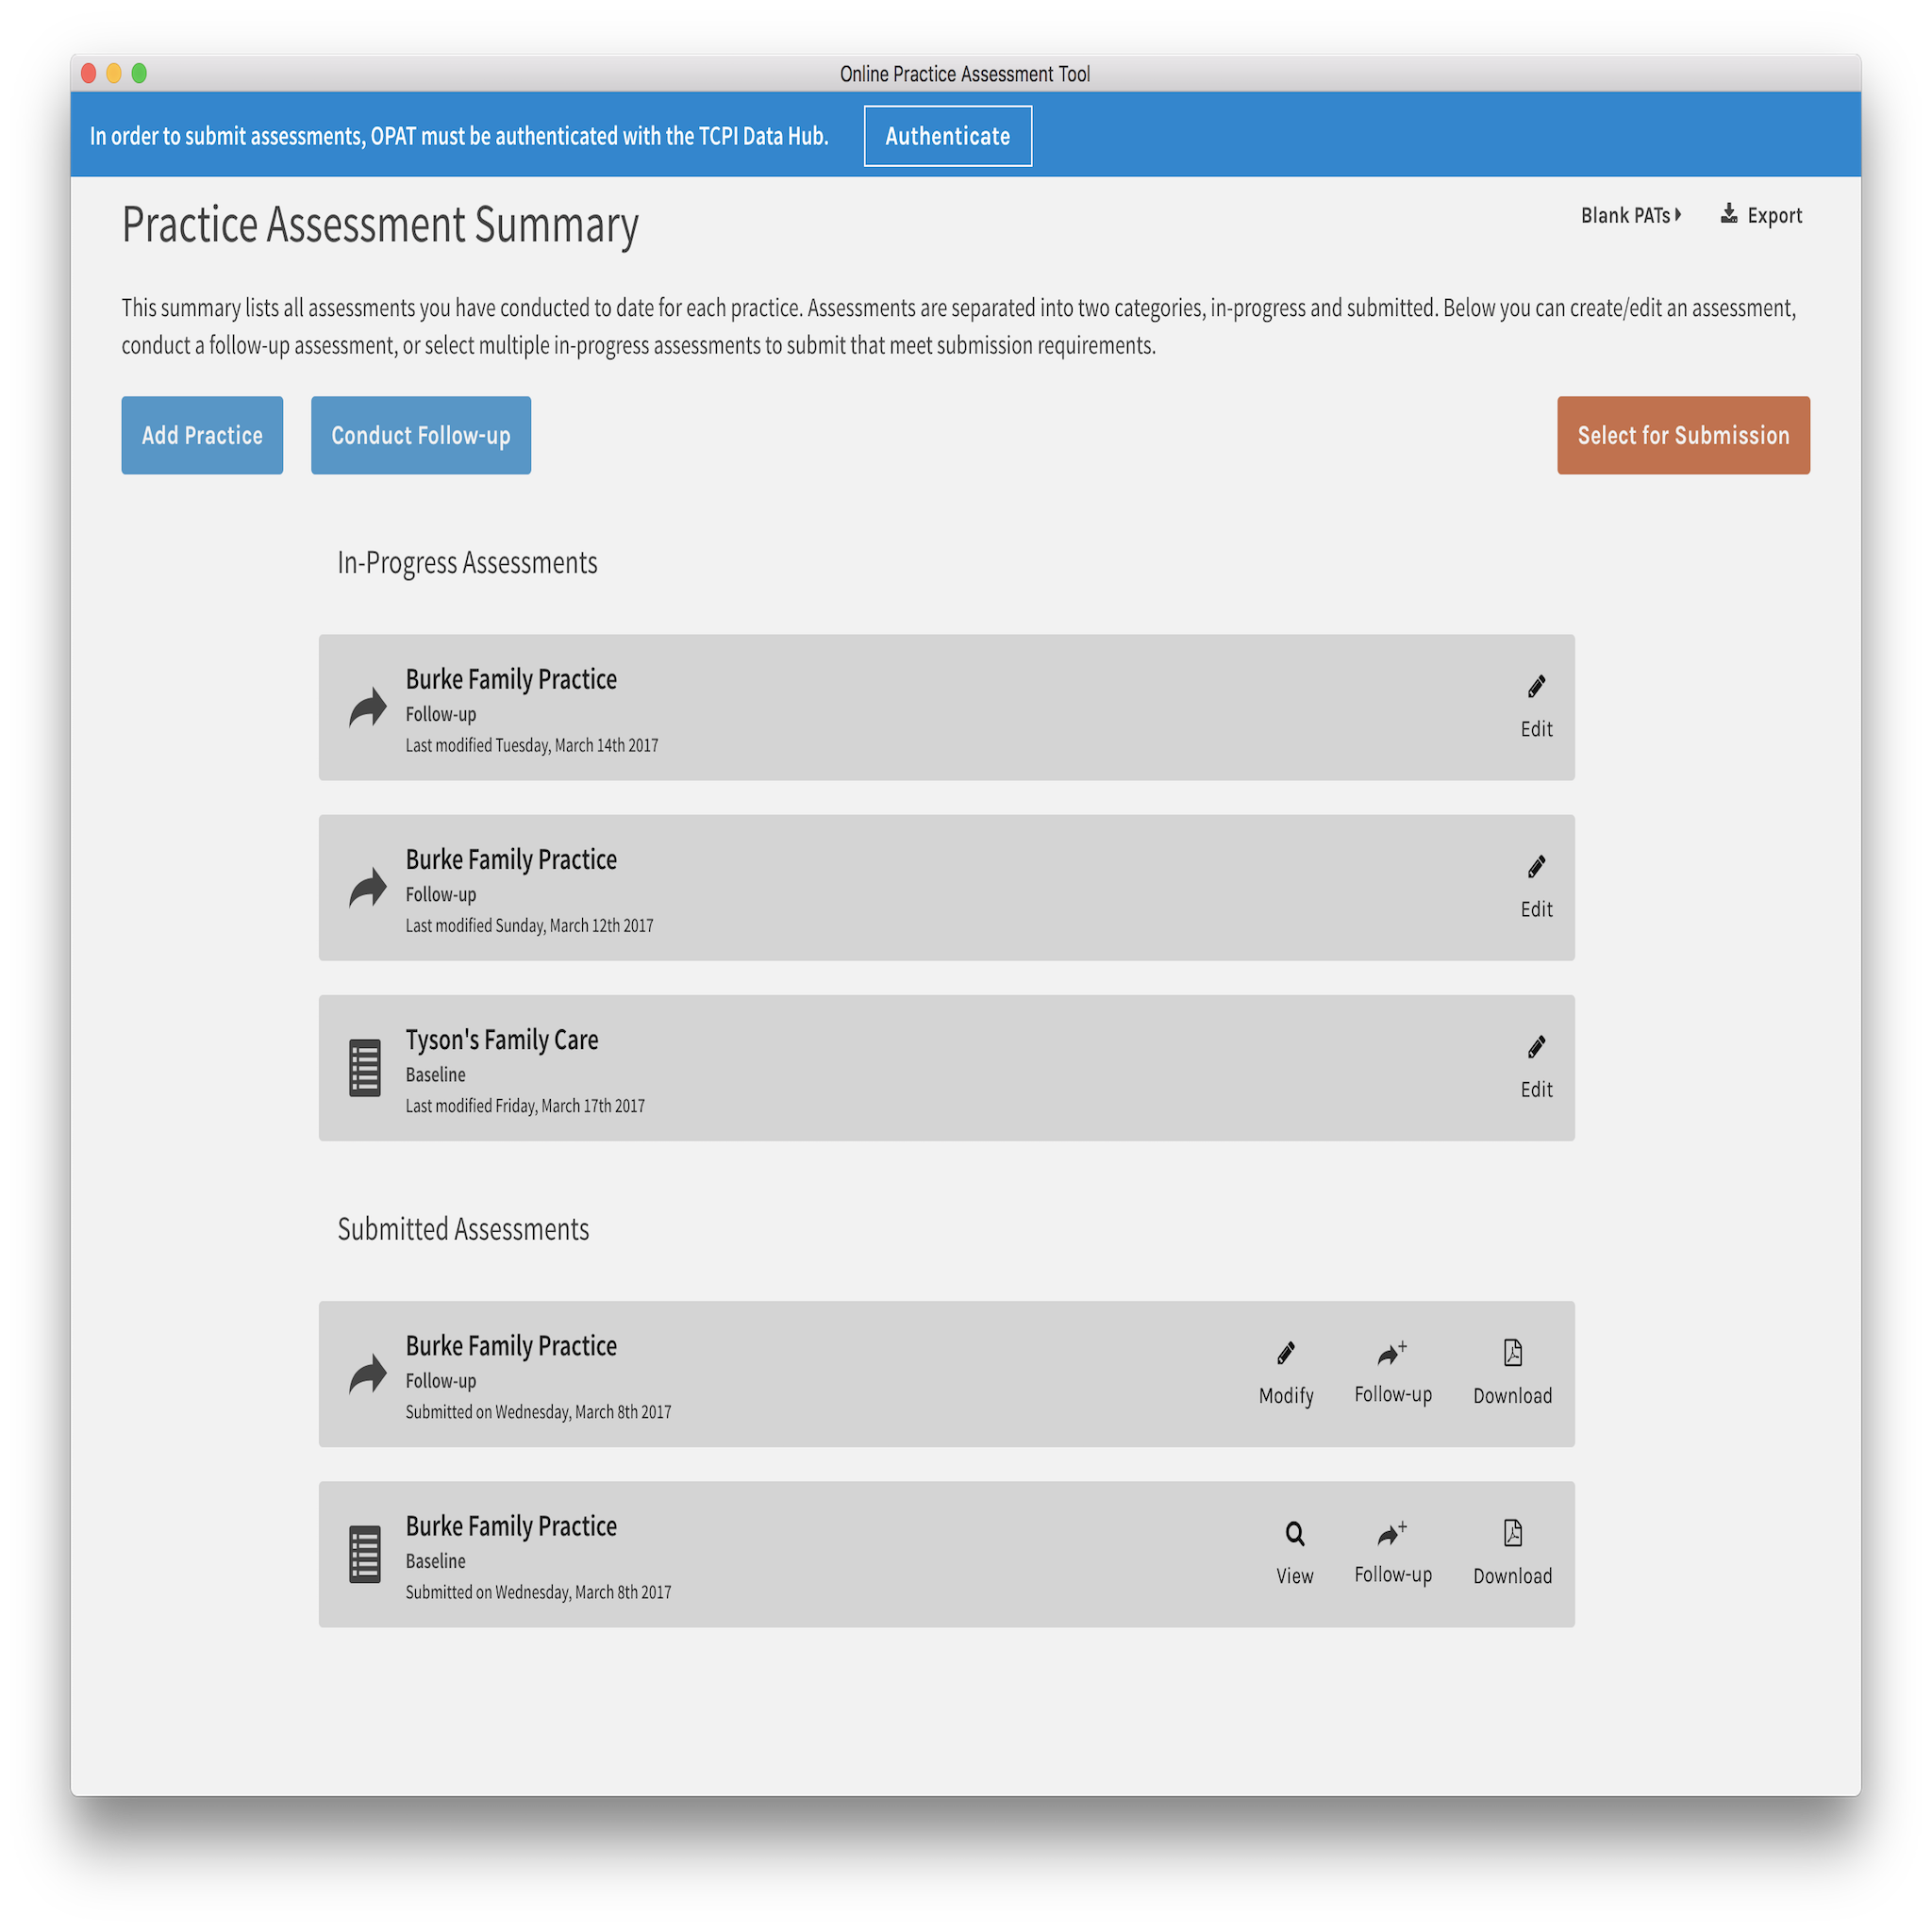 Online Practice Assessment Tool
In order to submit assessments, OPAT must be authenticated with the TCPI Data Hub.
Authenticate
Practice Assessment Summary
Blank PATs
Export
This summary lists all assessments you have conducted to date for each practice. Assessments are separated into two categories, in-progress and submitted. Below you can create/edit an assessment,
conduct a follow-up assessment, or select multiple in-progress assessments to submit that meet submission requirements.
Add Practice
Conduct Follow-up
Select for Submission
In-Progress Assessments
Burke Family Practice
Follow-up
Last modified Tuesday, March 14th 2017
Edit
Burke Family Practice
Follow-up
Last modified Sunday, March 12th 2017
Edit
Tyson's Family Care
Baseline
Last modified Friday, March 17th 2017
Edit
Submitted Assessments
Burke Family Practice
Follow-up
Submitted on Wednesday, March 8th 2017
Modify
Follow-up
Download
Burke Family Practice
Baseline
Submitted on Wednesday, March 8th 2017
View
Follow-up
Download